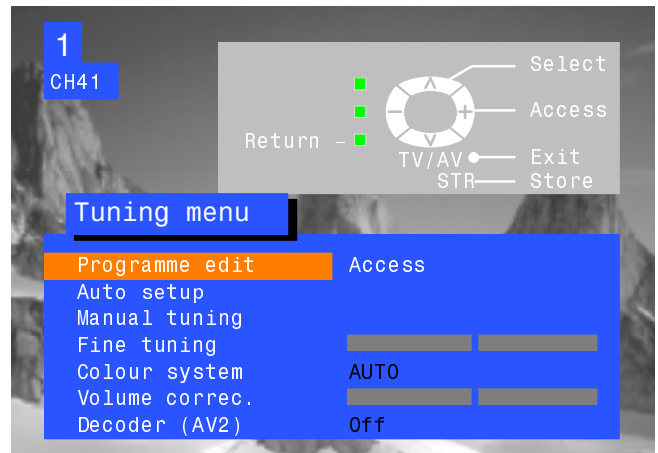 1
CH41
Select
Access
Return –
TV/AV
Exit
STR
Store
Tuning menu
Programme edit Access
Auto setup
Manual tuning
Fine tuning
Colour system AUTO
Volume correc.
Decoder (AV2) Off